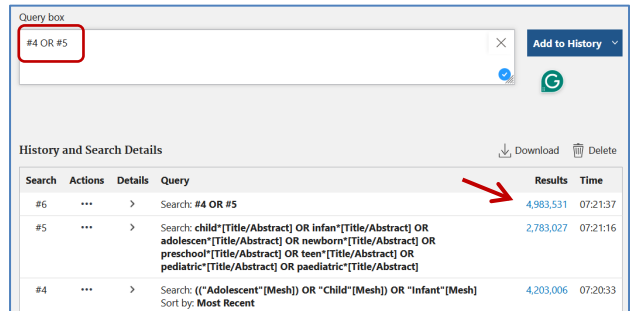 Query box
#4 OR #5
Add to History
G
History and Search Details
Download Delete
Search Actions Details Query Results Time
#6 ••• > Search: #4 OR #5 4,983,531 07:21:37
#5 ••• > Search: child*[Title/Abstract] OR infan*[Title/Abstract] OR 2,783,027 07:21:16
adolescen*[Title/Abstract] OR newborn*[Title/Abstract] OR
preschool*[Title/Abstract] OR teen*[Title/Abstract] OR
pediatric*[Title/Abstract] OR paediatric*[Title/Abstract]
#4 ••• > Search: (("Adolescent"[Mesh]) OR "Child"[Mesh]) OR "Infant"[Mesh] 4,203,006 07:20:33
Sort by: Most Recent